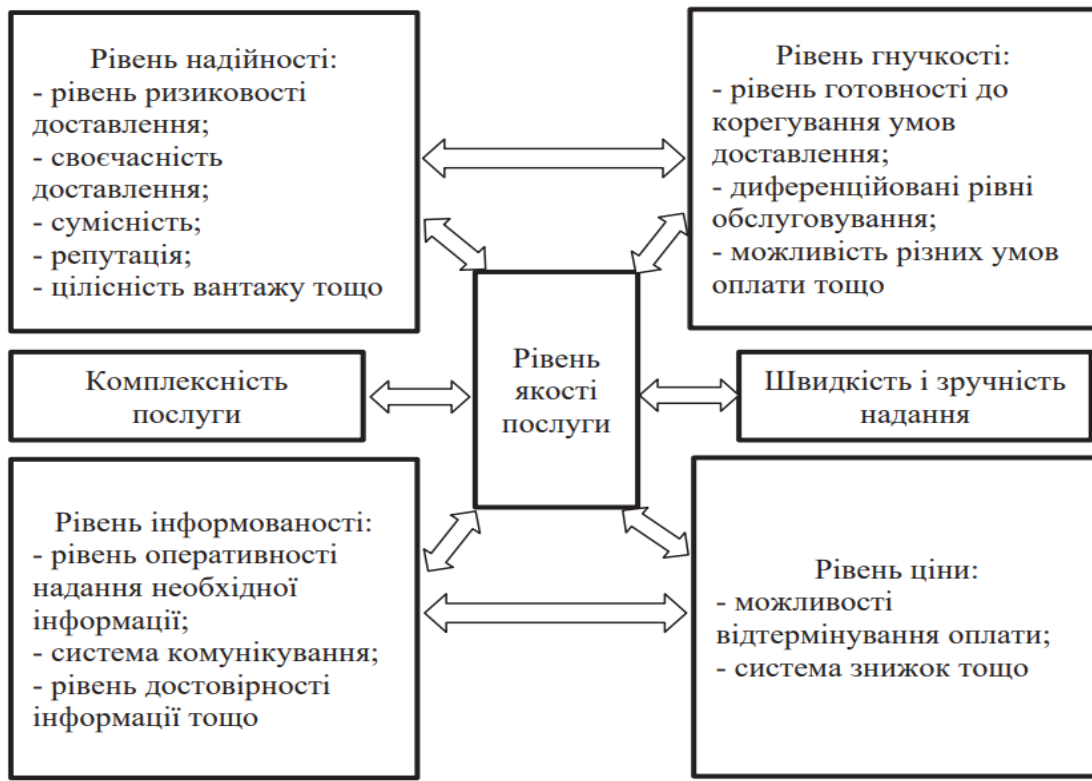 Рівень надійності:
- рівень ризиковості
доставлення;
- своєчасність
доставлення;
- сумісність;
- репутація;
- цілісність вантажу тощо
Рівень гнучкості:
- рівень готовності до
корегування умов
доставлення;
- диференційовані рівні
обслуговування;
- можливість різних умов
оплати тощо
Комплексність
послуги
Рівень
якості
послуги
Швидкість і зручність
надання
Рівень інформованості:
- рівень оперативності
надання необхідної
інформації;
- система комунікування;
- рівень достовірності
інформації тощо
Рівень ціни:
- можливості
відтермінування оплати;
- система знижок тощо